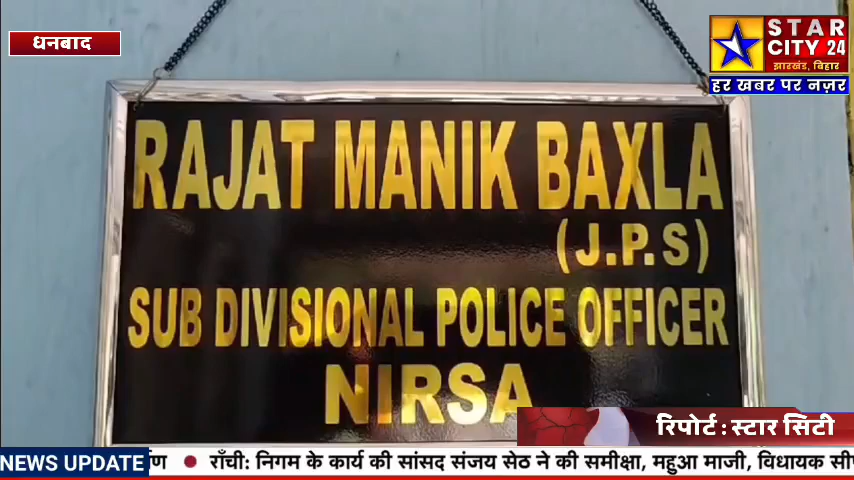 धनबाद
STAR
CITY 24
झारखंड, बिहार
हर खबर पर नज़र
RAJAT MANIK BAXLA
(J.P.S)
SUB DIVISIONAL POLICE OFFICER
NIRSA
रिपोर्ट : स्टार सिटी
NEWS UPDATE
राँची: निगम के कार्य की सांसद संजय सेठ ने की समीक्षा, महुआ माजी, विधायक